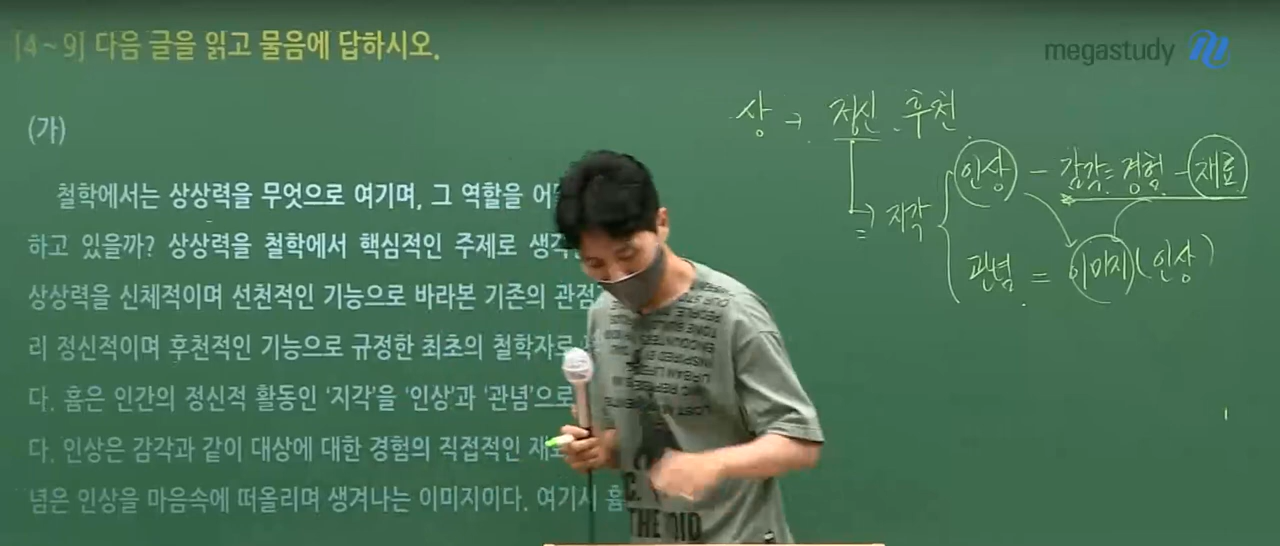 [4~9] 다음 글을 읽고 물음에 답하시오.
megastudy
(가)
철학에서는 상상력을 무엇으로 여기며, 그 역할을
하고 있을까? 상상력을 철학에서 핵심적인 주제로
상상력을 신체적이며 선천적인 기능으로 바라본 기존의 관점
리 정신적이며 후천적인 기능으로 규정한 최초의 철학자로
다. 흄은 인간의 정신적 활동인 ‘지각’을 ‘인상’과 ‘관념’으로
다. 인상은 감각과 같이 대상에 대한 경험의 직접적인
념은 인상을 마음속에 떠올리며 생겨나는 이미지이다. 흄
상 → 정신 후천
인상 - 감각 = 경험 - 재료
지각
관념 = 이미지(인상)
OUR LITTLE
PEOPLE
INSPIRED BY
URBAN LIFE
THE